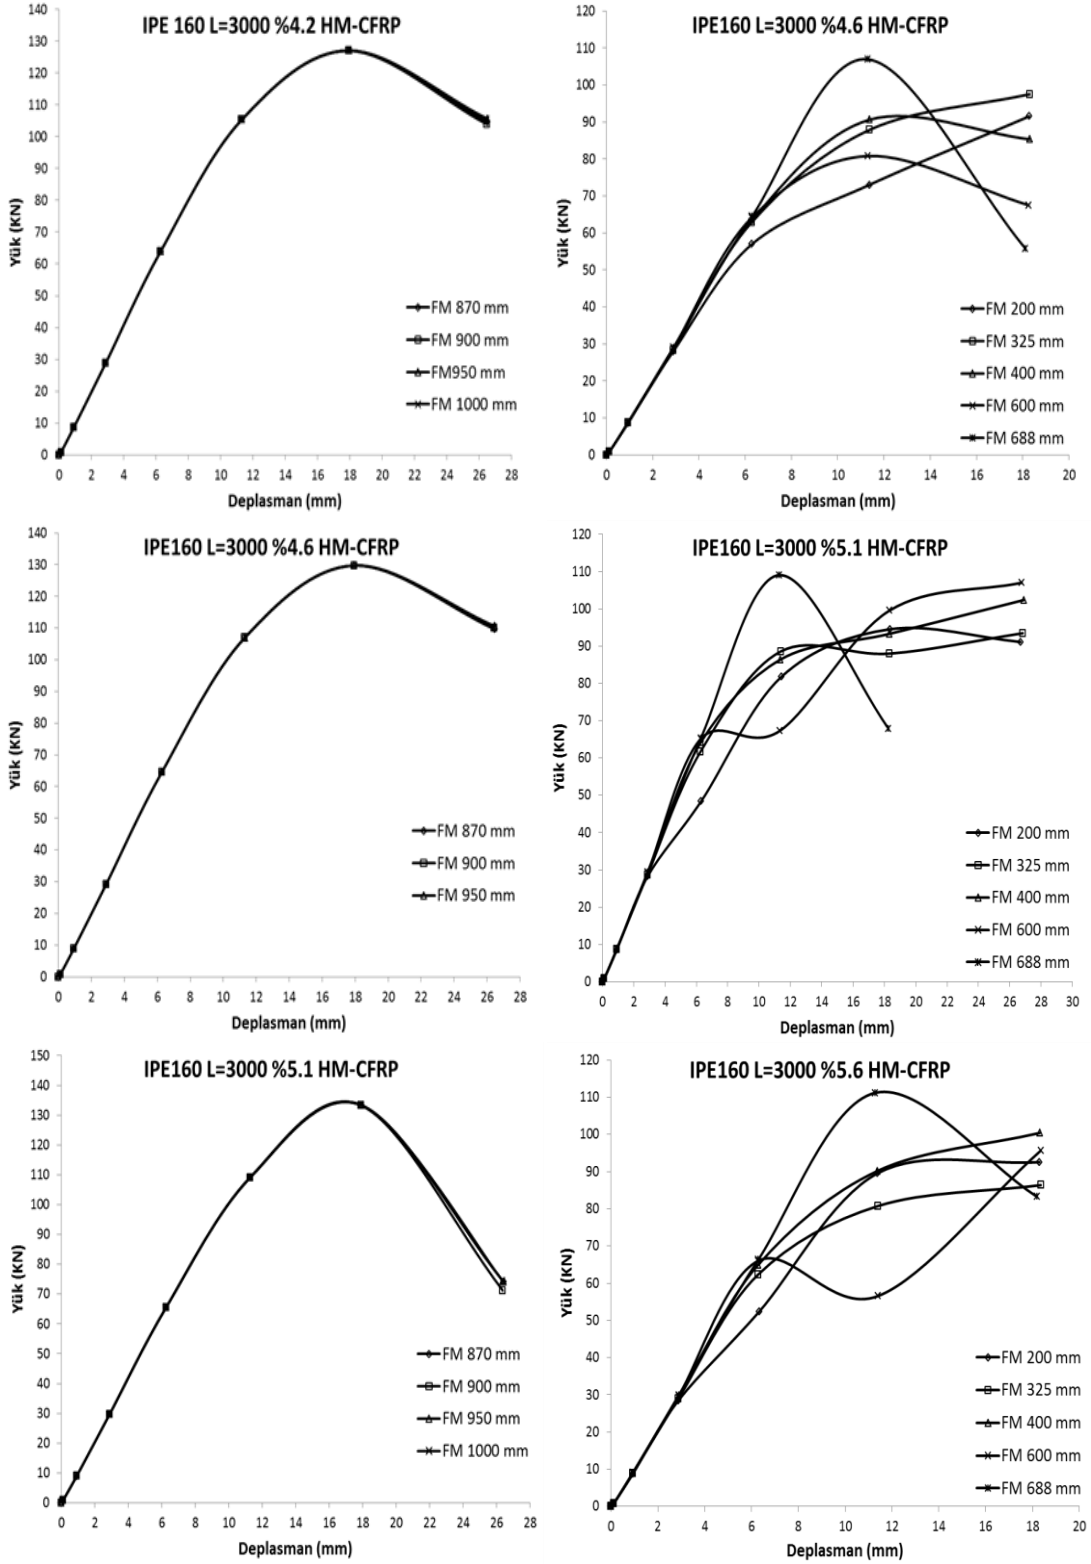 IPE 160 L=3000 %4.2 HM-CFRP
140
130
120
110
100
90
80
70
60
50
40
30
20
10
0
Yük (KN)
FM 870 mm
FM 900 mm
FM950 mm
FM 1000 mm
0 2 4 6 8 10 12 14 16 18 20 22 24 26 28
Deplasman (mm)
IPE160 L=3000 %4.6 HM-CFRP
120
110
100
90
80
70
60
50
40
30
20
10
0
Yük (KN)
FM 200 mm
FM 325 mm
FM 400 mm
FM 600 mm
FM 688 mm
0 2 4 6 8 10 12 14 16 18 20
Deplasman (mm)
IPE160 L=3000 %4.6 HM-CFRP
140
130
120
110
100
90
80
70
60
50
40
30
20
10
0
Yük (KN)
FM 870 mm
FM 900 mm
FM 950 mm
0 2 4 6 8 10 12 14 16 18 20 22 24 26 28
Deplasman (mm)
IPE160 L=3000 %5.1 HM-CFRP
120
110
100
90
80
70
60
50
40
30
20
10
0
Yük (KN)
FM 200 mm
FM 325 mm
FM 400 mm
FM 600 mm
FM 688 mm
0 2 4 6 8 10 12 14 16 18 20 22 24 26 28 30
Deplasman (mm)
IPE160 L=3000 %5.1 HM-CFRP
150
140
130
120
110
100
90
80
70
60
50
40
30
20
10
0
Yük (KN)
FM 870 mm
FM 900 mm
FM 950 mm
FM 1000 mm
0 2 4 6 8 10 12 14 16 18 20 22 24 26 28
Deplasman (mm)
IPE160 L=3000 %5.6 HM-CFRP
120
110
100
90
80
70
60
50
40
30
20
10
0
Yük (KN)
FM 200 mm
FM 325 mm
FM 400 mm
FM 600 mm
FM 688 mm
0 2 4 6 8 10 12 14 16 18 20
Deplasman (mm)